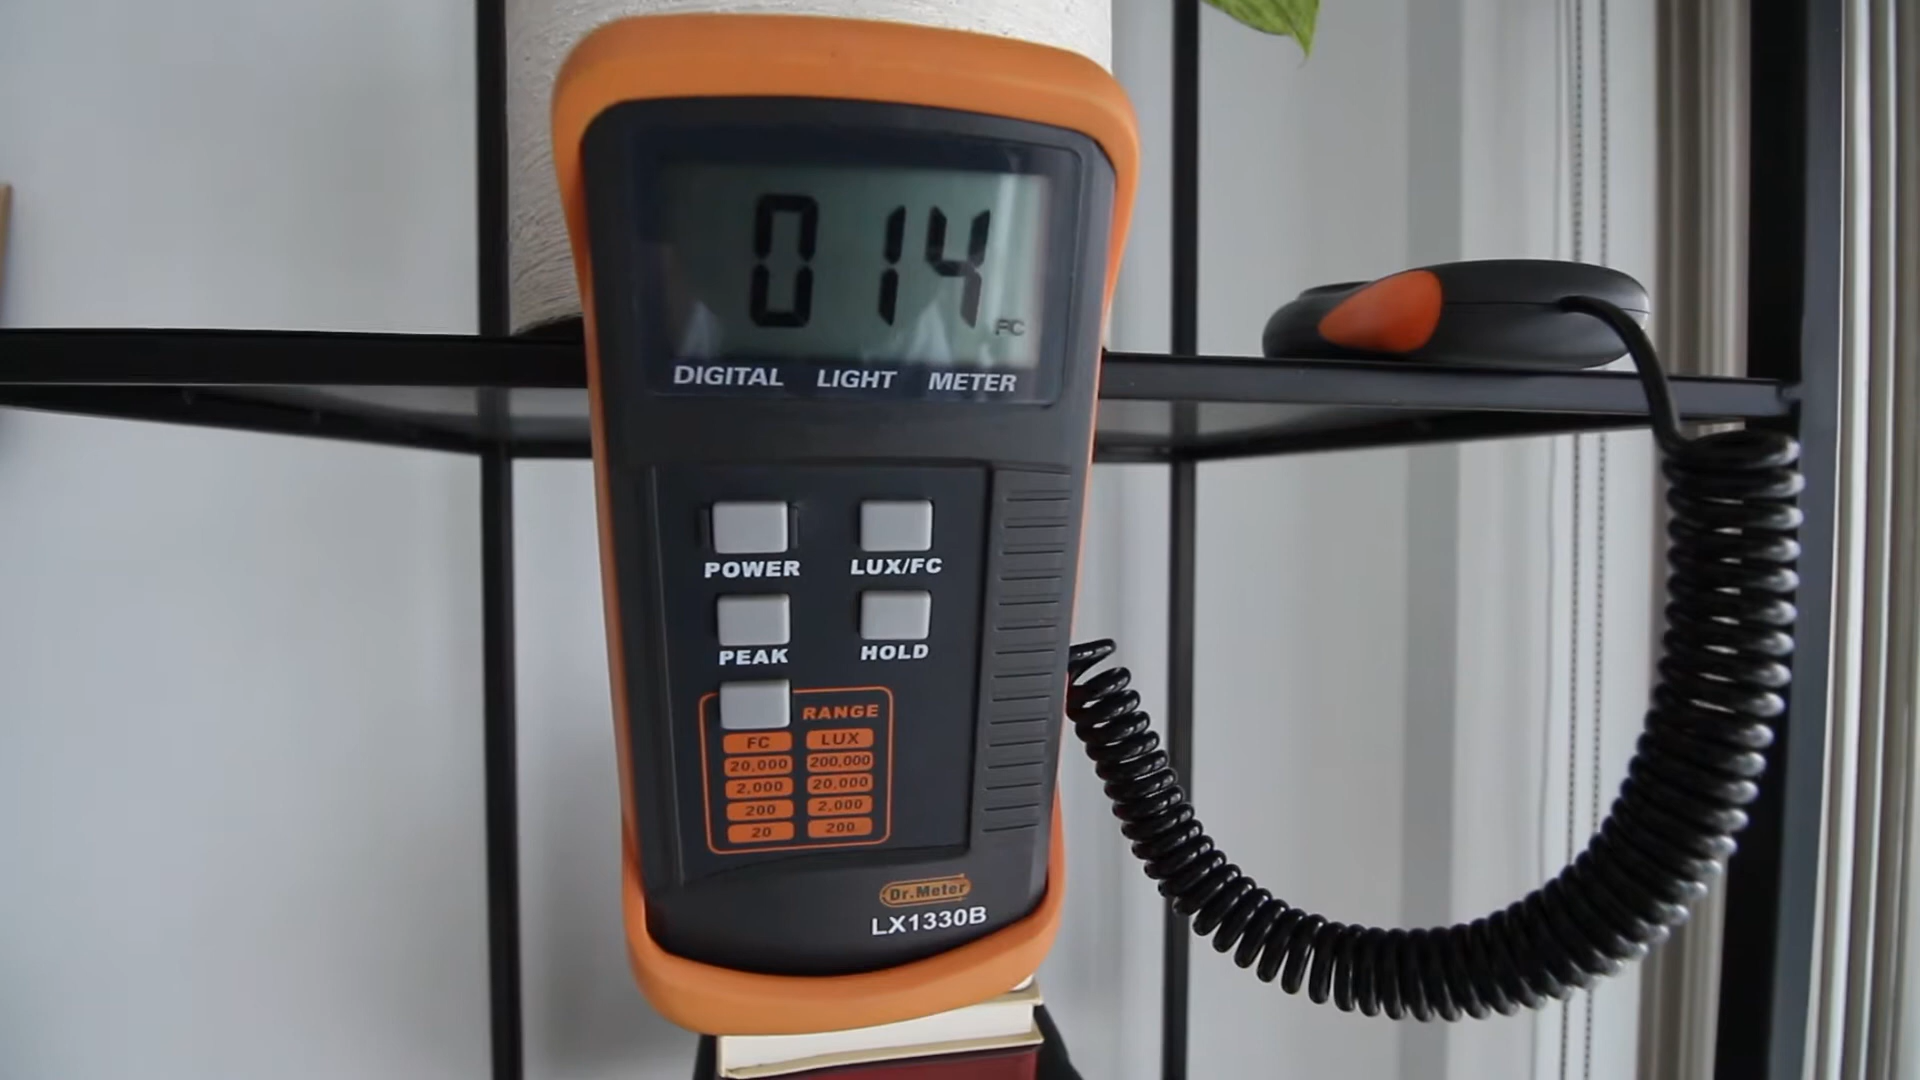 014 FC
DIGITAL LIGHT METER
POWER LUX/FC
PEAK HOLD
RANGE
FC LUX
20,000 200,000
2,000 20,000
200 2,000
20 200
Dr.Meter
LX1330B